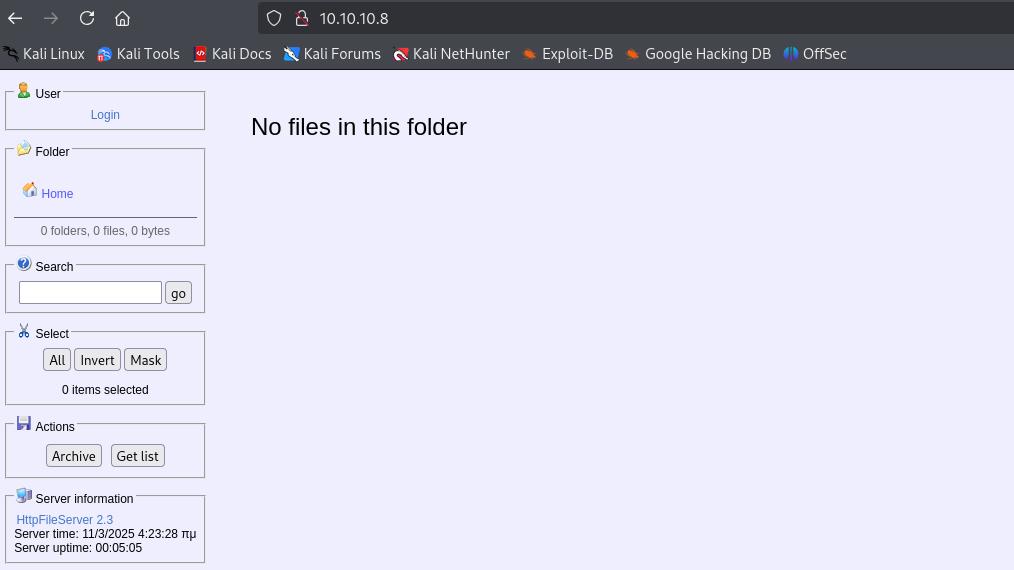 10.10.10.8
Kali Linux Kali Tools Kali Docs Kali Forums Kali NetHunter Exploit-DB Google Hacking DB OffSec
User
Login
Folder
Home
0 folders, 0 files, 0 bytes
Search
go
Select
All Invert Mask
0 items selected
Actions
Archive Get list
Server information
HttpFileServer 2.3
Server time: 11/3/2025 4:23:28 πμ
Server uptime: 00:05:05
No files in this folder